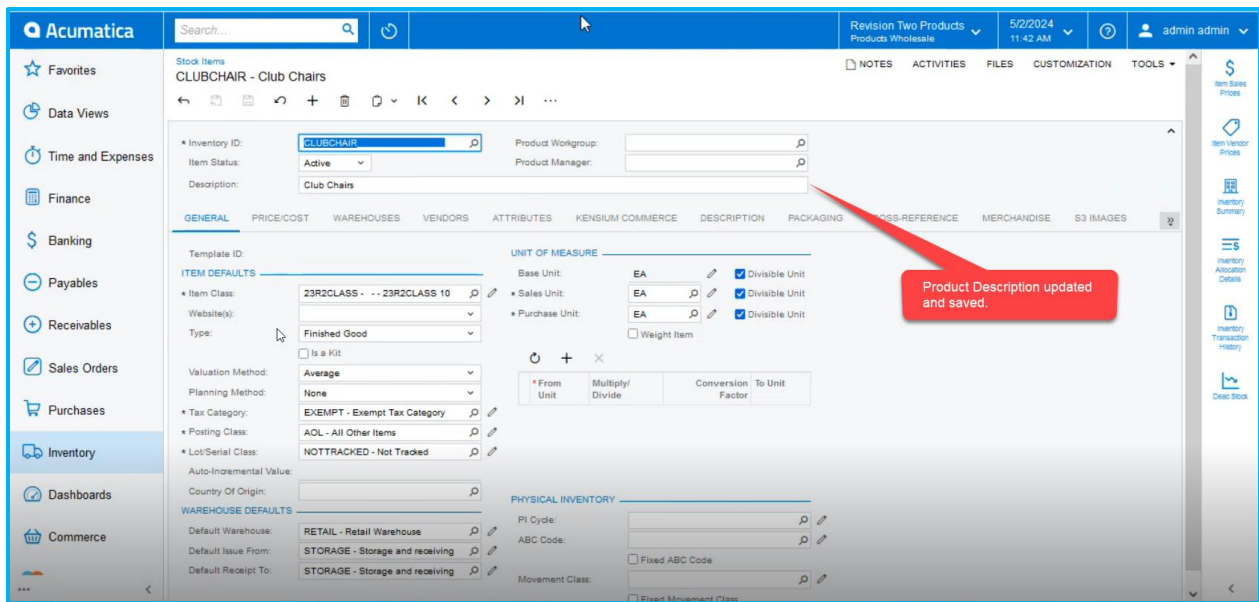 Acumatica
Search...
Revision Two Products
Products Wholesale
5/2/2024
11:42 AM
admin admin
Favorites
Data Views
Time and Expenses
Finance
Banking
Payables
Receivables
Sales Orders
Purchases
Inventory
Dashboards
Commerce
Stock Items
CLUBCHAIR - Club Chairs
NOTES ACTIVITIES FILES CUSTOMIZATION TOOLS
* Inventory ID: CLUBCHAIR
Product Workgroup:
Item Status: Active
Product Manager:
Description: Club Chairs
GENERAL PRICE/COST WAREHOUSES VENDORS ATTRIBUTES KENSIUM COMMERCE DESCRIPTION PACKAGING OSS-REFERENCE MERCHANDISE S3 IMAGES
Template ID:
ITEM DEFAULTS
* Item Class: 23R2CLASS - - - 23R2CLASS 10
Website(s):
Type: Finished Good
Is a Kit
Valuation Method: Average
Planning Method: None
* Tax Category: EXEMPT - Exempt Tax Category
* Posting Class: AOL - All Other Items
* Lot/Serial Class: NOTTRACKED - Not Tracked
Auto-Incremental Value:
Country Of Origin:
WAREHOUSE DEFAULTS
Default Warehouse: RETAIL - Retail Warehouse
Default Issue From: STORAGE - Storage and receiving
Default Receipt To: STORAGE - Storage and receiving
UNIT OF MEASURE
Base Unit: EA Divisible Unit
* Sales Unit: EA Divisible Unit
* Purchase Unit: EA Divisible Unit
Weight Item
* From Unit
Multiply/ Divide
Conversion Factor
To Unit
PHYSICAL INVENTORY
PI Cycle:
ABC Code:
Fixed ABC Code
Movement Class:
Fixed Movement Class
Product Description updated
and saved.
Item Sales
Prices
Item Vendor
Prices
Inventory
Summary
Inventory
Allocation
Details
Inventory
Transaction
History
Dead Stock